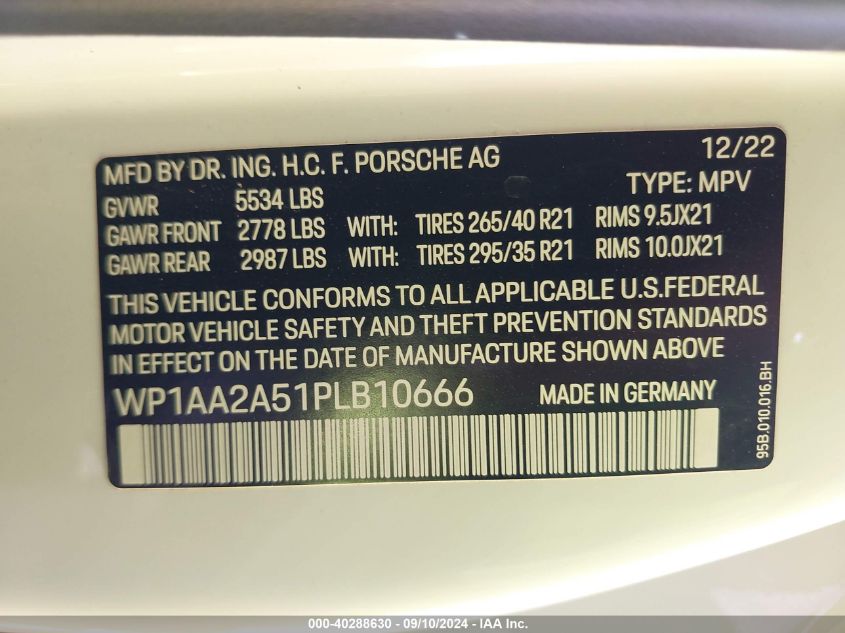 MFD BY DR. ING. H.C. F. PORSCHE AG 12/22
TYPE: MPV
GVWR 5534 LBS
GAWR FRONT 2778 LBS WITH: TIRES 265/40 R21 RIMS 9.5JX21
GAWR REAR 2987 LBS WITH: TIRES 295/35 R21 RIMS 10.0JX21
THIS VEHICLE CONFORMS TO ALL APPLICABLE U.S.FEDERAL
MOTOR VEHICLE SAFETY AND THEFT PREVENTION STANDARDS
IN EFFECT ON THE DATE OF MANUFACTURE SHOWN ABOVE
WP1AA2A51PLB10666 MADE IN GERMANY
95B.010.016.BH
000-40288630 - 09/10/2024 - IAA Inc.